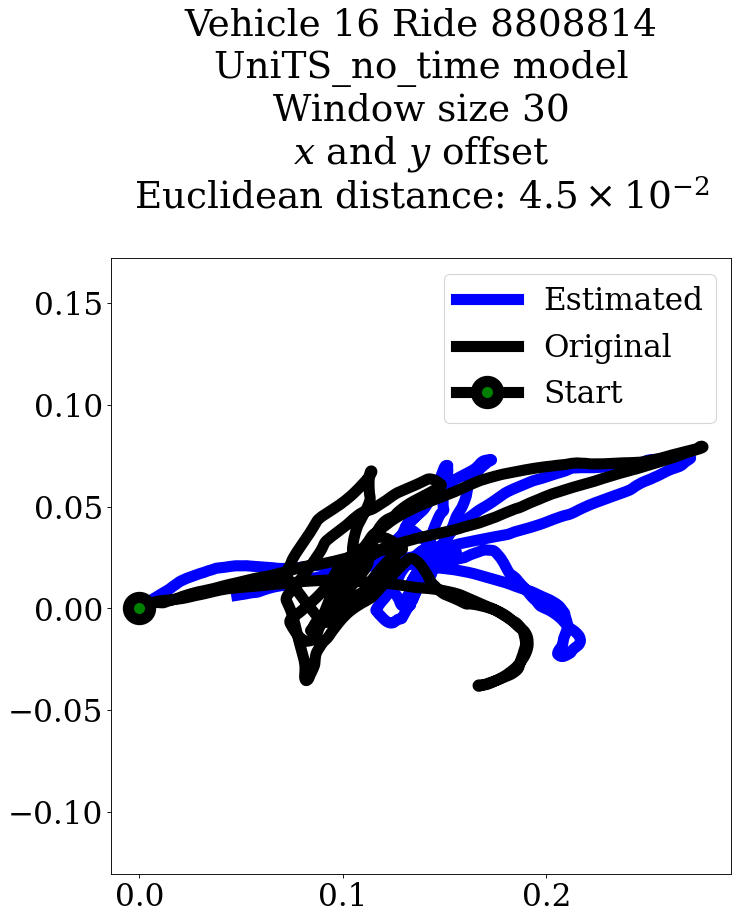 Vehicle 16 Ride 8808814
UniTS_no_time model
Window size 30
x and y offset
Euclidean distance: 4.5 × 10⁻²
Estimated
Original
Start
0.15
0.10
0.05
0.00
−0.05
−0.10
0.0 0.1 0.2